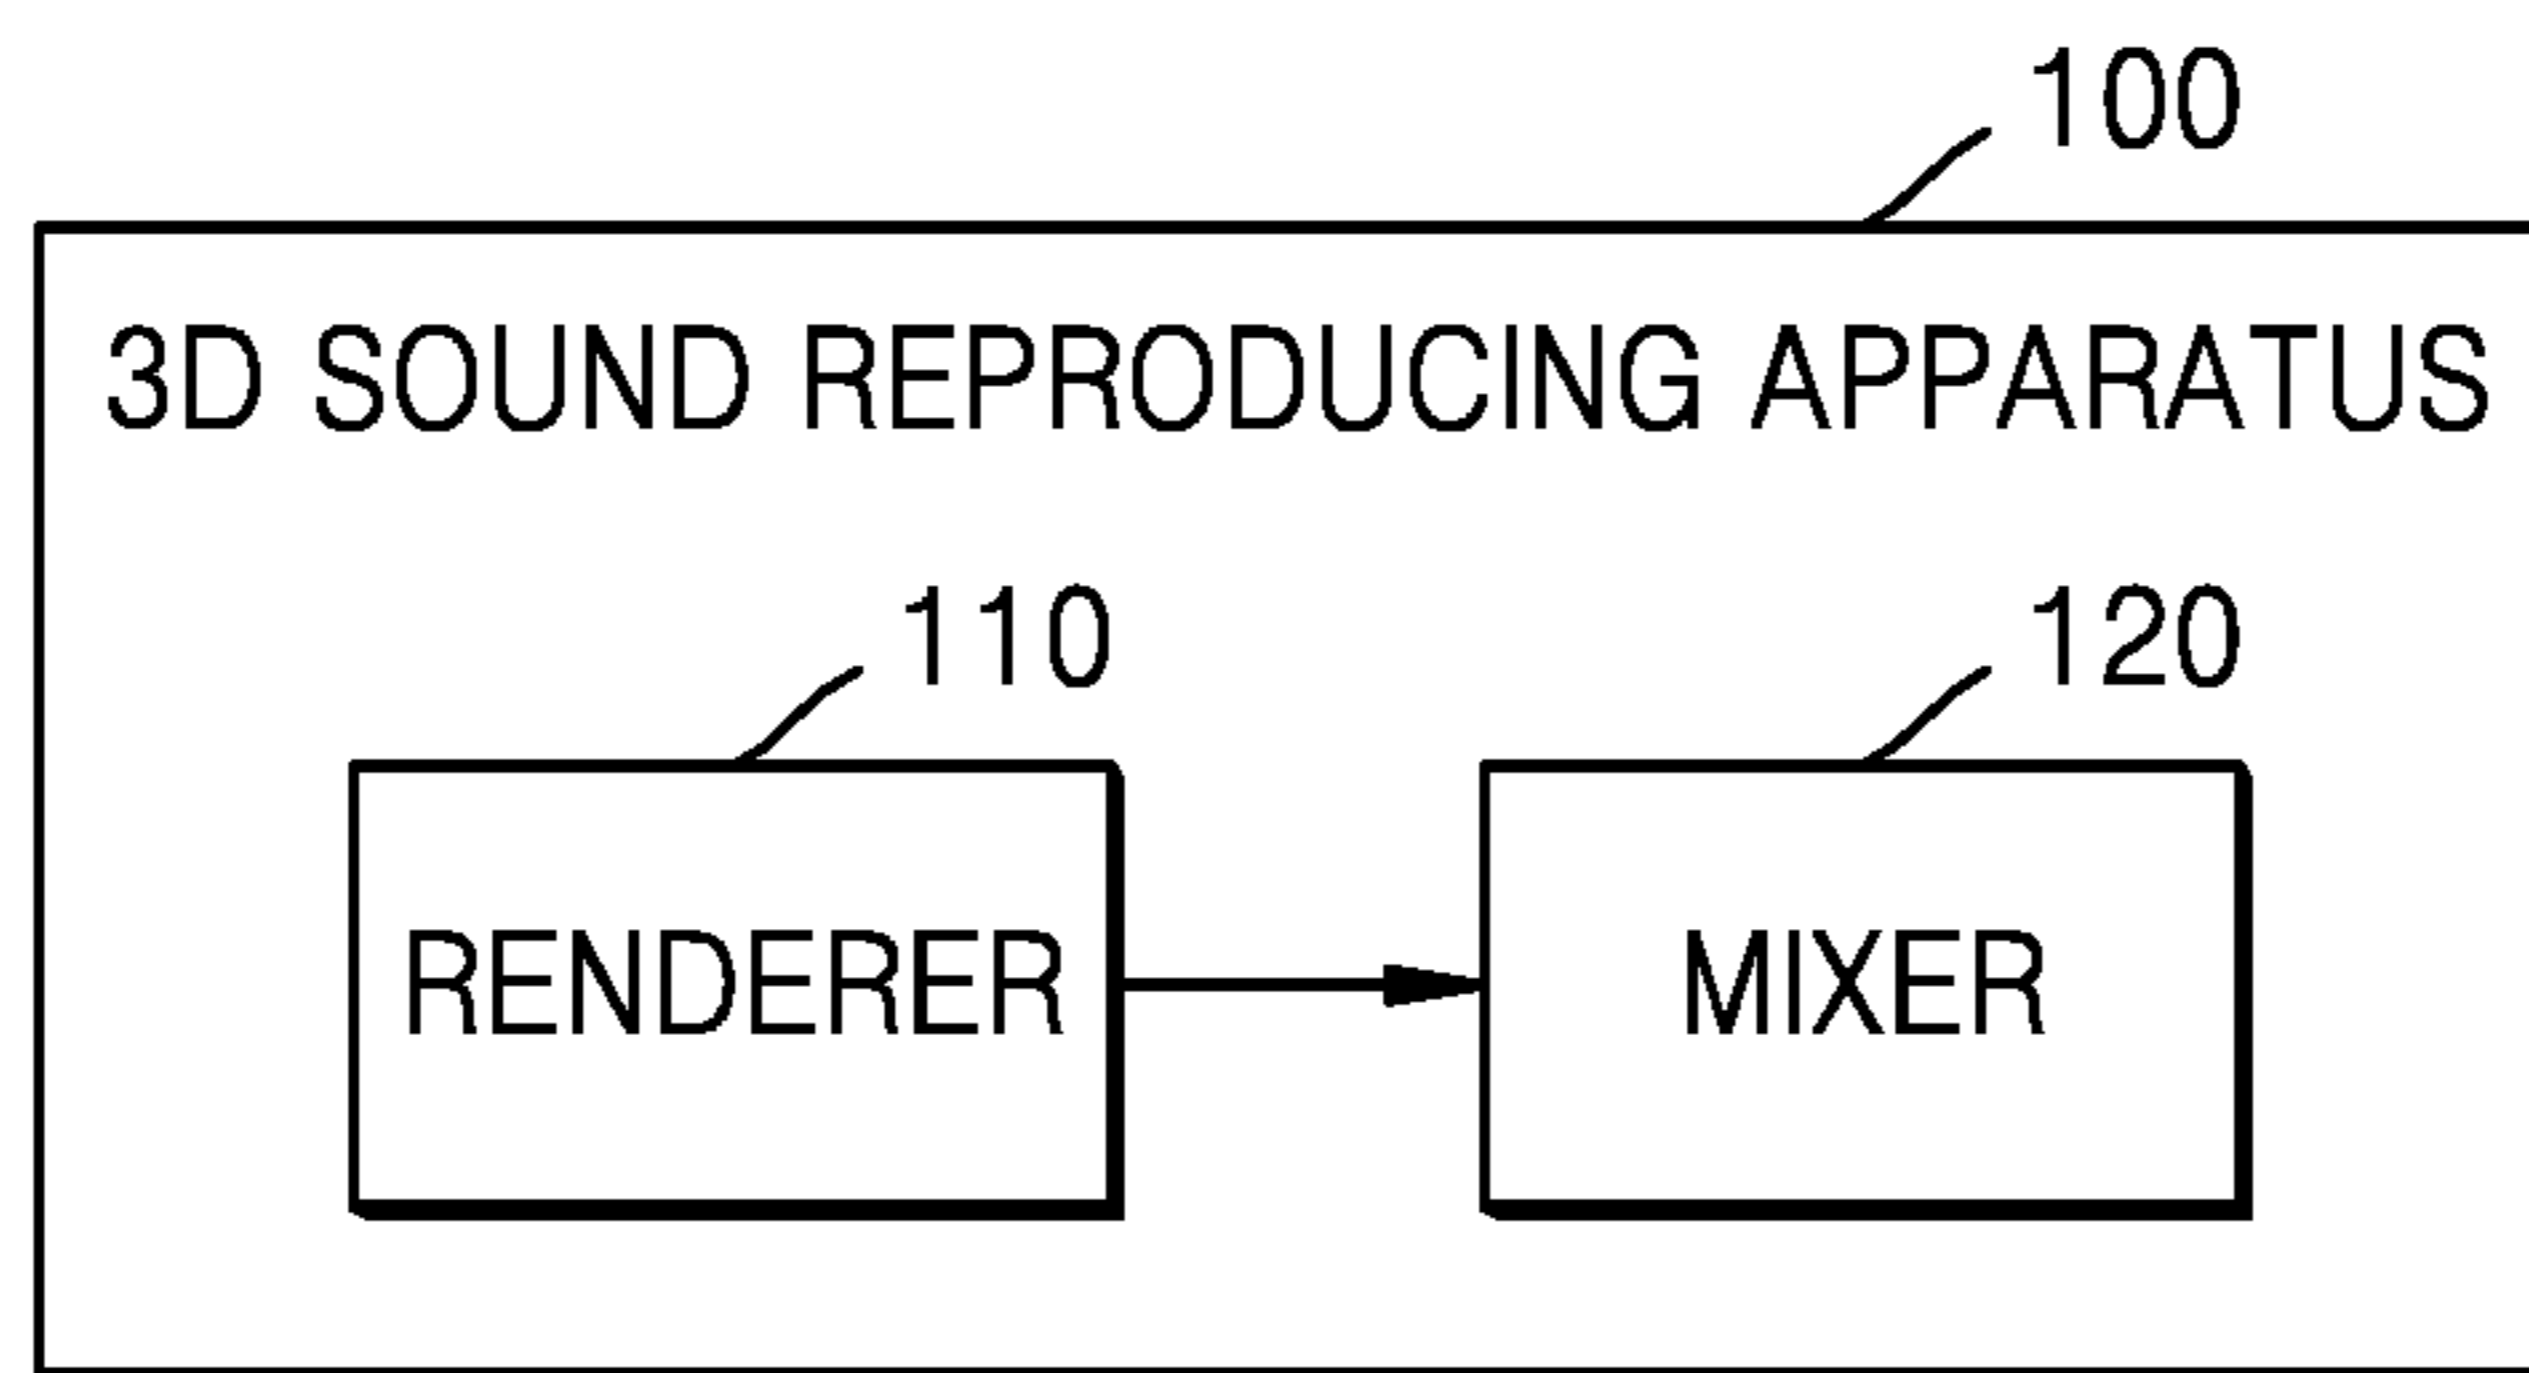 100
3D SOUND REPRODUCING APPARATUS
110
120
RENDERER
MIXER